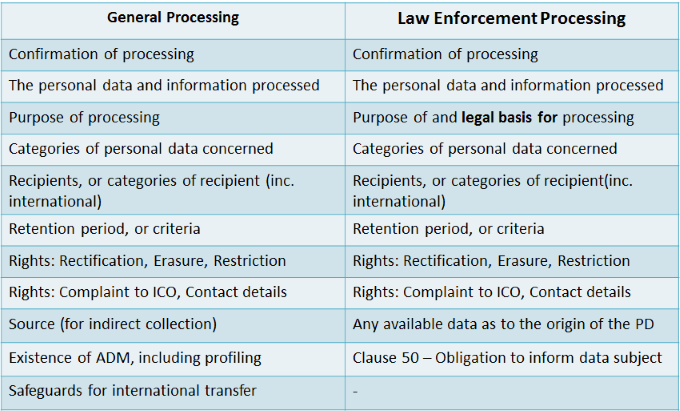 General Processing
Law Enforcement Processing
Confirmation of processing
Confirmation of processing
The personal data and information processed
The personal data and information processed
Purpose of processing
Purpose of and legal basis for processing
Categories of personal data concerned
Categories of personal data concerned
Recipients, or categories of recipient (inc.
international)
Recipients, or categories of recipient(inc.
international)
Retention period, or criteria
Retention period, or criteria
Rights: Rectification, Erasure, Restriction
Rights: Rectification, Erasure, Restriction
Rights: Complaint to ICO, Contact details
Rights: Complaint to ICO, Contact details
Source (for indirect collection)
Any available data as to the origin of the PD
Existence of ADM, including profiling
Clause 50 – Obligation to inform data subject
Safeguards for international transfer
-